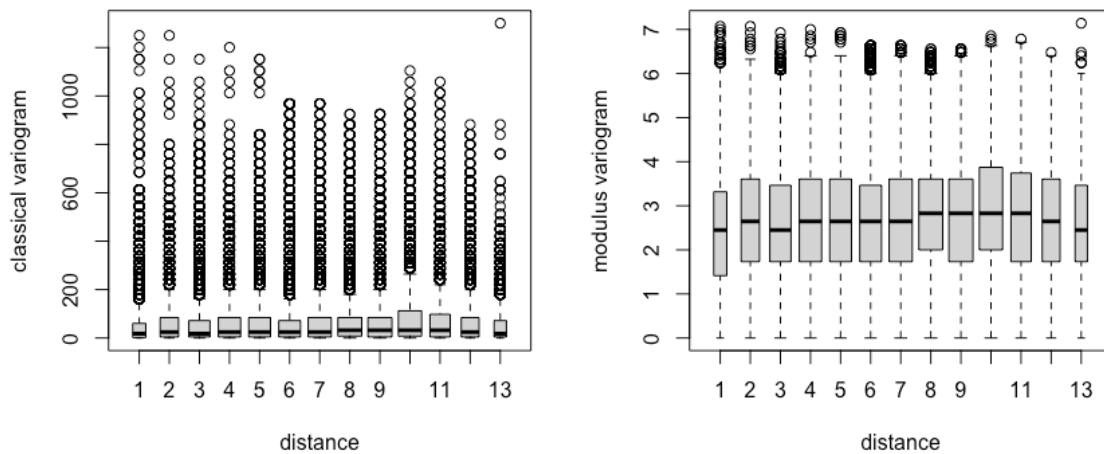 classical variogram
0 200 600 1000
1 2 3 4 5 6 7 8 9 11 13
distance
modulus variogram
0 1 2 3 4 5 6 7
1 2 3 4 5 6 7 8 9 11 13
distance